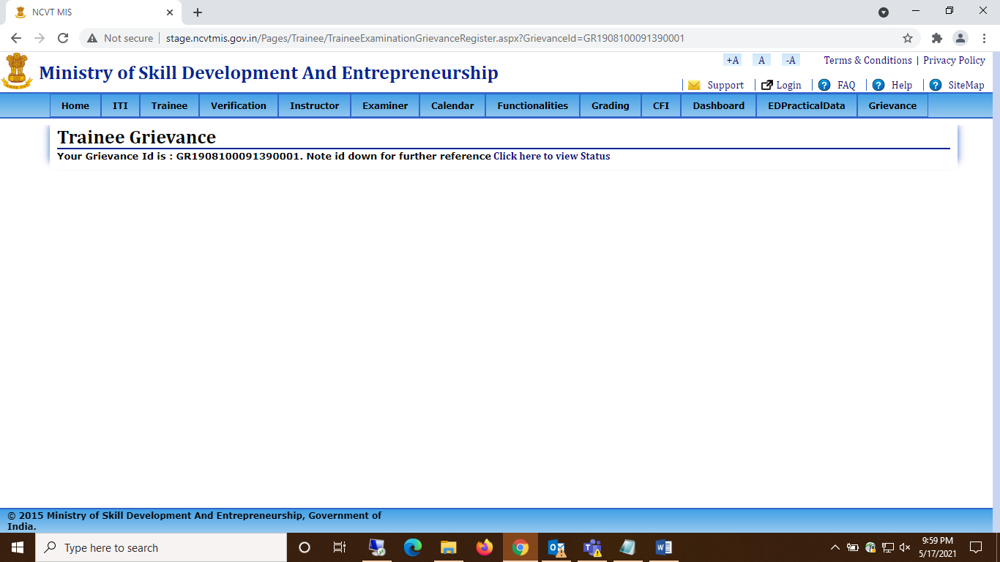 NCVT MIS
Not secure stage.ncvtmis.gov.in/Pages/Trainee/TraineeExaminationGrievanceRegister.aspx?GrievanceId=GR1908100091390001
+A A -A Terms & Conditions | Privacy Policy
Ministry of Skill Development And Entrepreneurship
Support Login FAQ Help SiteMap
Home ITI Trainee Verification Instructor Examiner Calendar Functionalities Grading CFI Dashboard EDPracticalData Grievance
Trainee Grievance
Your Grievance Id is : GR1908100091390001. Note id down for further reference Click here to view Status
© 2015 Ministry of Skill Development And Entrepreneurship, Government of
India.
Type here to search
9:59 PM
5/17/2021